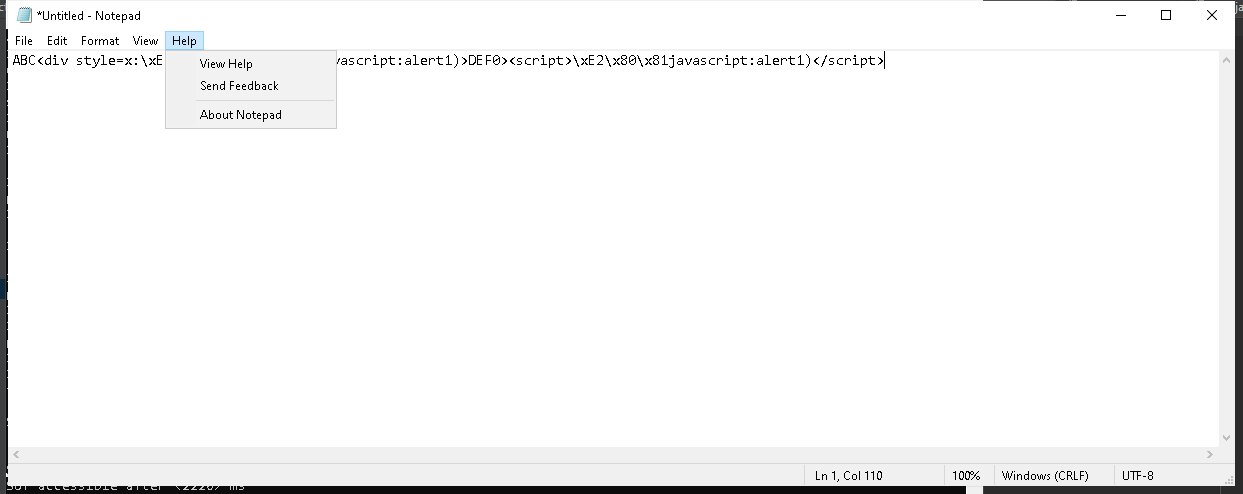 *Untitled - Notepad
File Edit Format View Help
ABC<div style=x:\xE vascript:alert1)>DEF0><script>\xE2\x80\x81javascript:alert1)</script>
View Help
Send Feedback
About Notepad
Ln 1, Col 110 100% Windows (CRLF) UTF-8